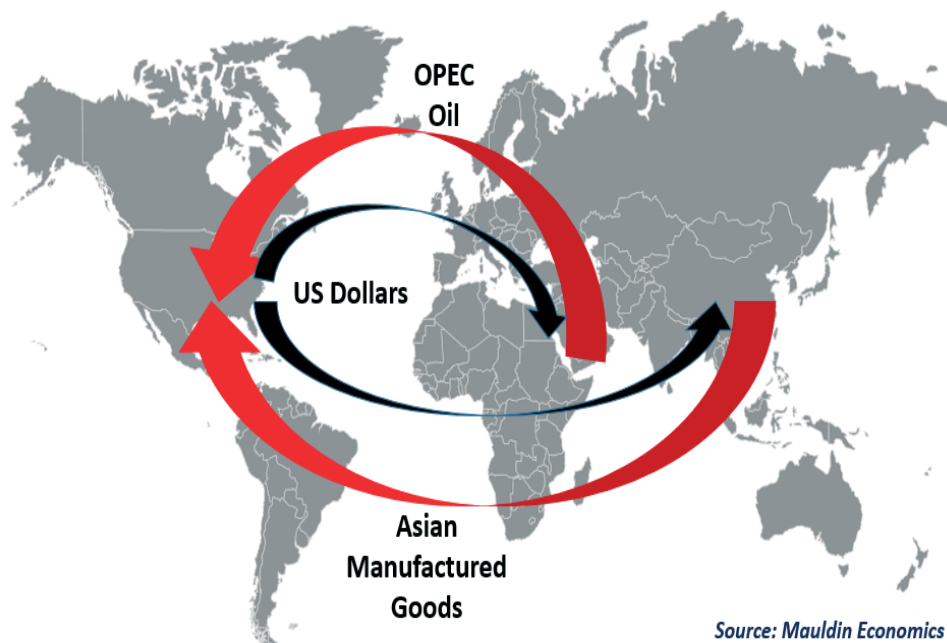 OPEC
Oil
US Dollars
Asian
Manufactured
Goods
Source: Mauldin Economics